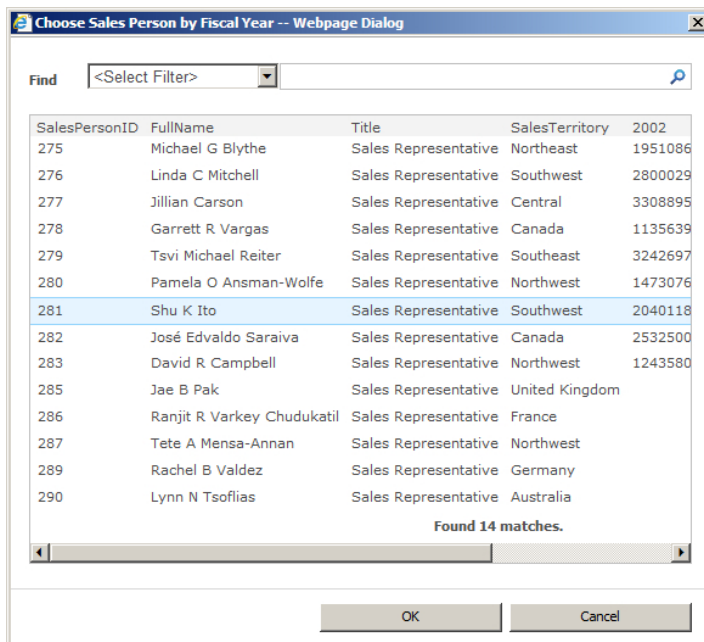 Choose Sales Person by Fiscal Year -- Webpage Dialog
Find <Select Filter>
SalesPersonID FullName Title SalesTerritory 2002
275 Michael G Blythe Sales Representative Northeast 1951086
276 Linda C Mitchell Sales Representative Southwest 2800029
277 Jillian Carson Sales Representative Central 3308895
278 Garrett R Vargas Sales Representative Canada 1135639
279 Tsvi Michael Reiter Sales Representative Southeast 3242697
280 Pamela O Ansman-Wolfe Sales Representative Northwest 1473076
281 Shu K Ito Sales Representative Southwest 2040118
282 José Edvaldo Saraiva Sales Representative Canada 2532500
283 David R Campbell Sales Representative Northwest 1243580
285 Jae B Pak Sales Representative United Kingdom
286 Ranjit R Varkey Chudukatil Sales Representative France
287 Tete A Mensa-Annan Sales Representative Northwest
289 Rachel B Valdez Sales Representative Germany
290 Lynn N Tsoflias Sales Representative Australia
Found 14 matches.
OK Cancel